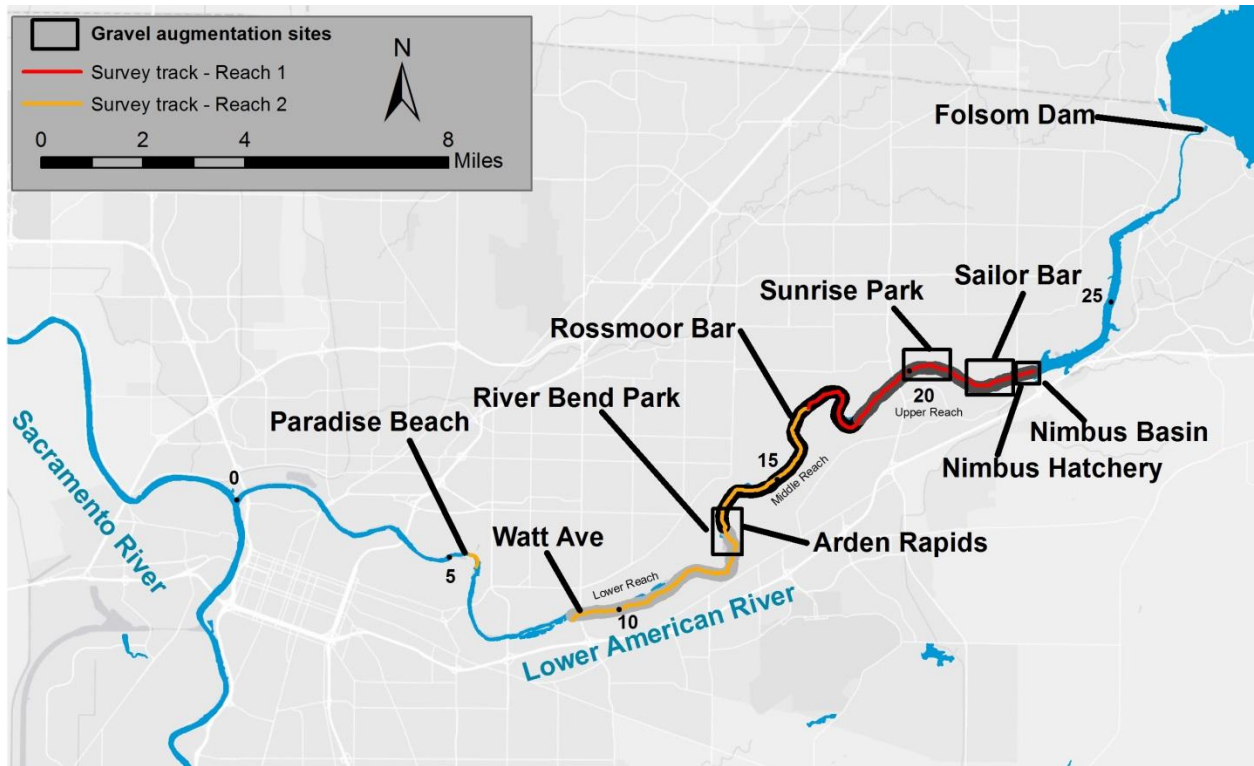 Gravel augmentation sites
Survey track - Reach 1
Survey track - Reach 2
N
0 2 4 8
Miles
Folsom Dam
Sailor Bar
25
Sunrise Park
Rossmoor Bar
River Bend Park
20
Upper Reach
Paradise Beach
Nimbus Basin
Nimbus Hatchery
15
Middle Reach
0
Sacramento River
Watt Ave
Arden Rapids
5
Lower Reach
10
Lower American River